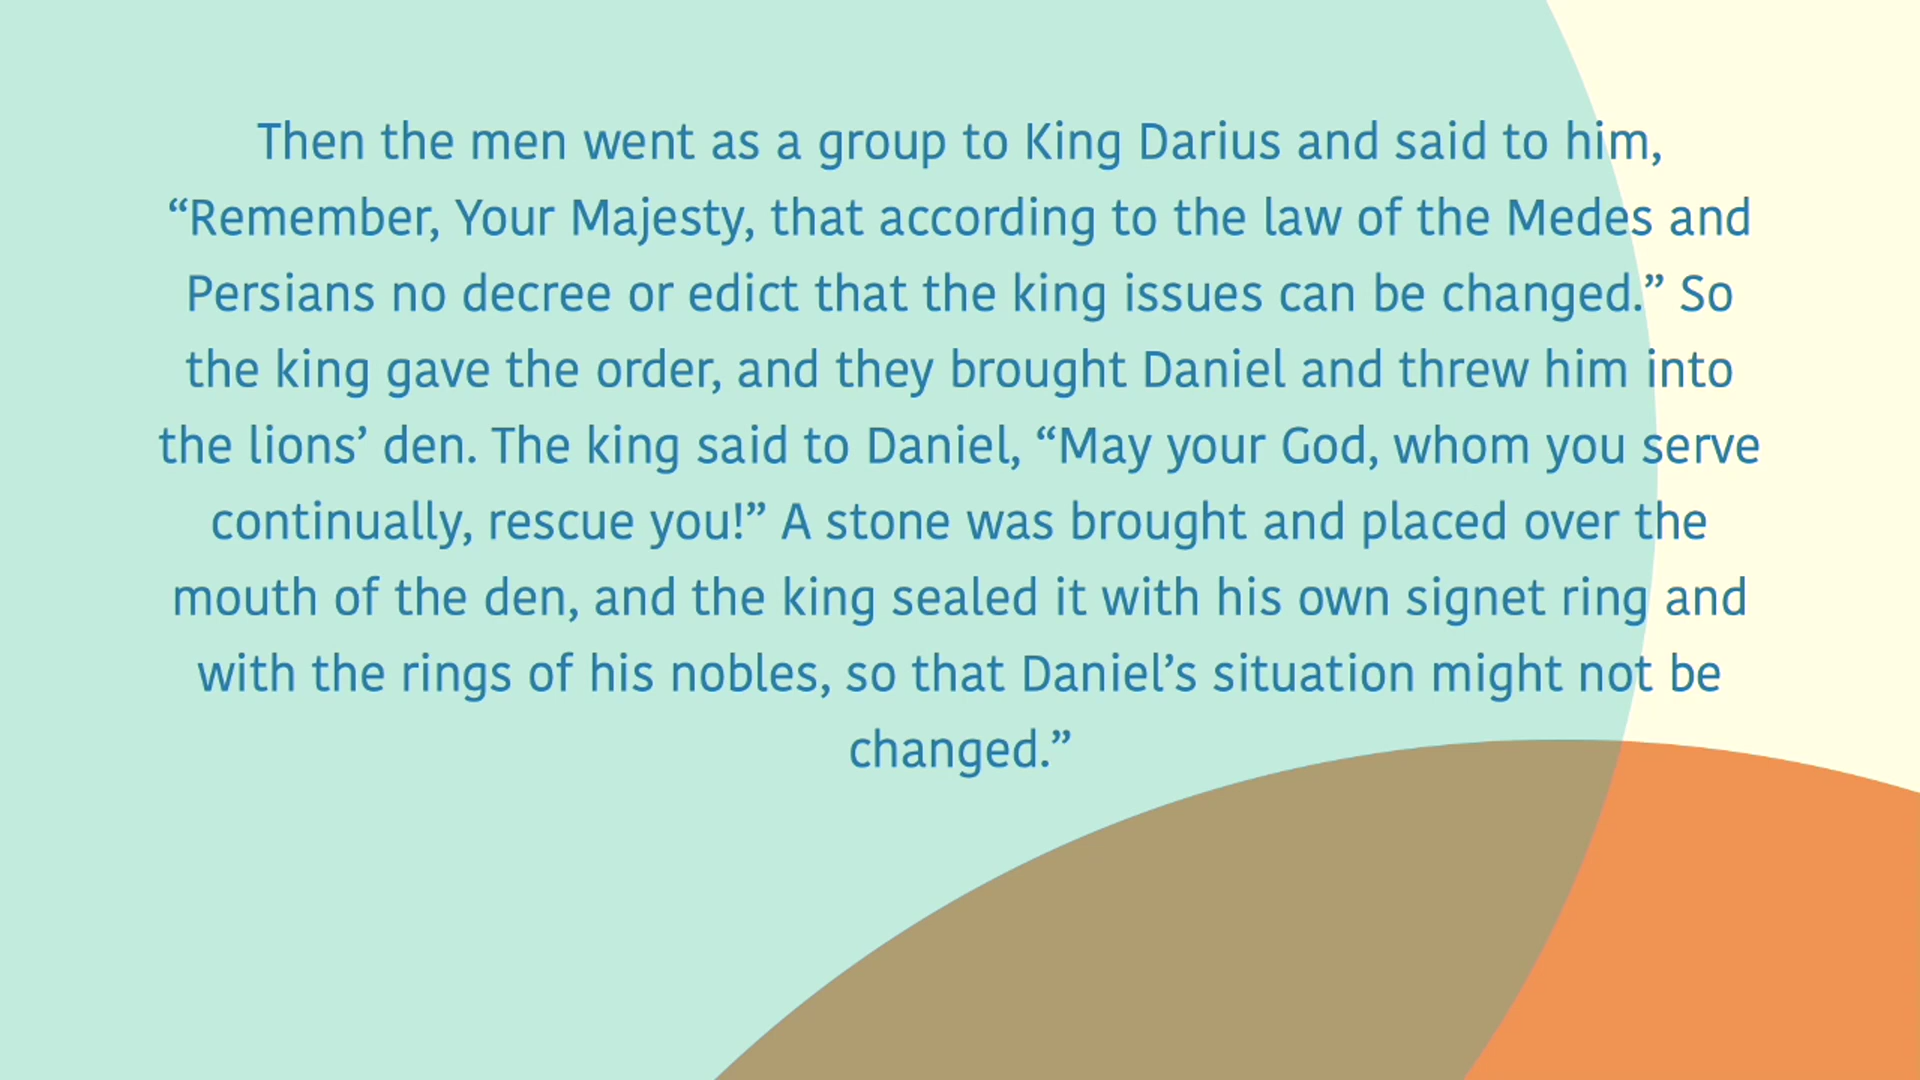 Then the men went as a group to King Darius and said to him,
“Remember, Your Majesty, that according to the law of the Medes and
Persians no decree or edict that the king issues can be changed.” So
the king gave the order, and they brought Daniel and threw him into
the lions’ den. The king said to Daniel, “May your God, whom you serve
continually, rescue you!” A stone was brought and placed over the
mouth of the den, and the king sealed it with his own signet ring and
with the rings of his nobles, so that Daniel’s situation might not be
changed.”